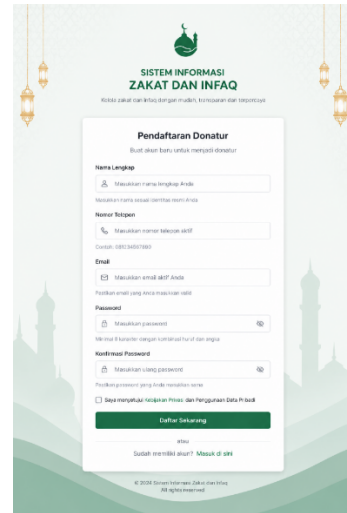 SISTEM INFORMASI
ZAKAT DAN INFAQ
Kelola zakat dan infaq dengan mudah, transparan dan terpercaya
Pendaftaran Donatur
Buat akun baru untuk menjadi donatur
Nama Lengkap
Masukkan nama lengkap Anda
Masukkan nama sesuai identitas resmi Anda
Nomor Telepon
Masukkan nomor telepon aktif
Contoh: 081234567890
Email
Masukkan email aktif Anda
Pastikan email yang Anda masukkan valid
Password
Masukkan password
Minimal 8 karakter dengan kombinasi huruf dan angka
Konfirmasi Password
Masukkan ulang password
Pastikan password yang Anda masukkan sama
Saya menyetujui Kebijakan Privasi dan Penggunaan Data Pribadi
Daftar Sekarang
atau
Sudah memiliki akun? Masuk di sini
© 2024 Sistem Informasi Zakat dan Infaq
All rights reserved